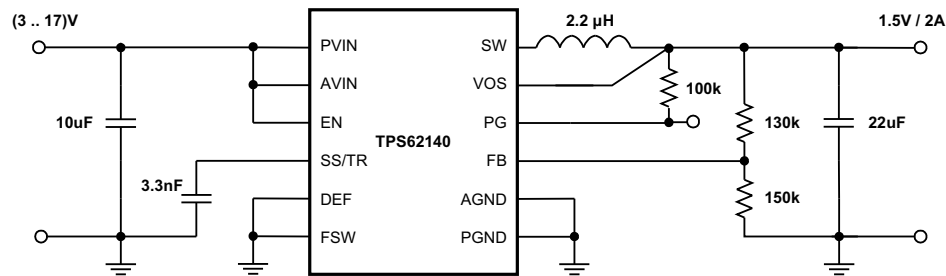 (3 .. 17)V
2.2 µH
1.5V / 2A
PVIN
SW
AVIN
VOS
100k
10uF
EN
PG
130k
22uF
TPS62140
SS/TR
FB
3.3nF
DEF
AGND
150k
FSW
PGND